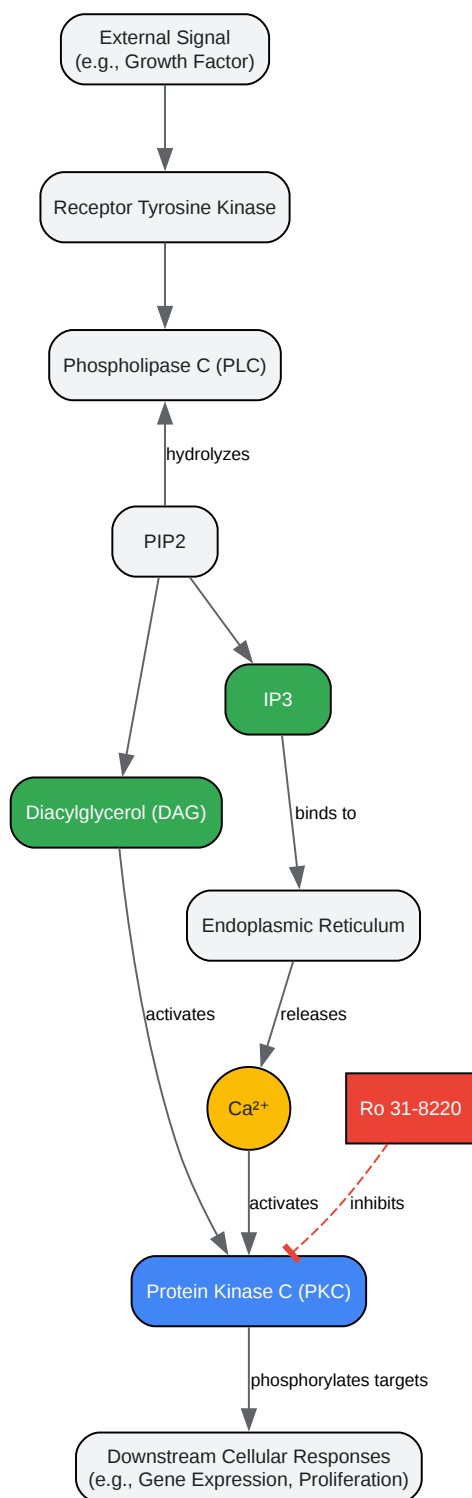 External Signal
(e.g., Growth Factor)
Receptor Tyrosine Kinase
Phospholipase C (PLC)
hydrolyzes
PIP2
IP3
Diacylglycerol (DAG)
binds to
Endoplasmic Reticulum
activates
releases
Ca²⁺
Ro 31-8220
activates
inhibits
Protein Kinase C (PKC)
phosphorylates targets
Downstream Cellular Responses
(e.g., Gene Expression, Proliferation)